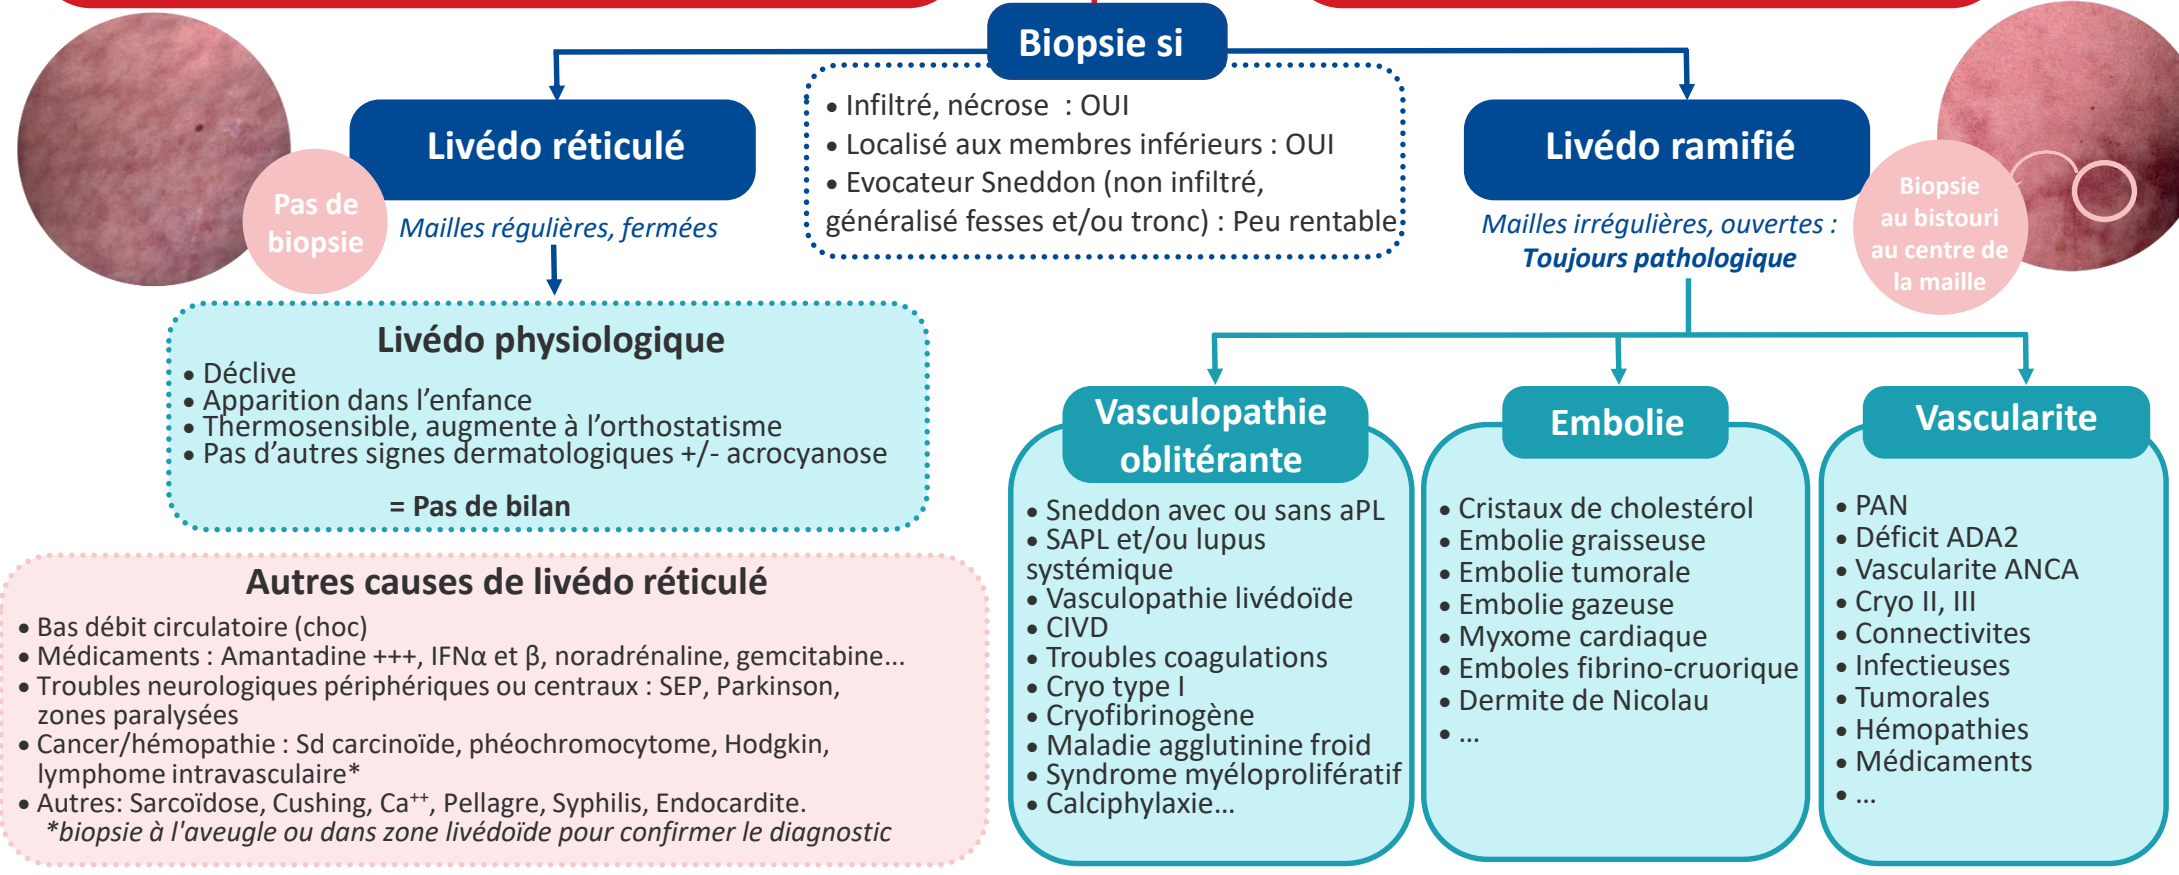 Biopsie si
• Infiltré, nécrose : OUI
• Localisé aux membres inférieurs : OUI
• Evocateur Sneddon (non infiltré,
généralisé fesses et/ou tronc) : Peu rentable
Livédo réticulé
Pas de
biopsie
Mailles régulières, fermées
Livédo physiologique
• Déclive
• Apparition dans l'enfance
• Thermosensible, augmente à l'orthostatisme
• Pas d'autres signes dermatologiques +/- acrocyanose
= Pas de bilan
Autres causes de livédo réticulé
• Bas débit circulatoire (choc)
• Médicaments : Amantadine +++, IFNα et β, noradrénaline, gemcitabine...
• Troubles neurologiques périphériques ou centraux : SEP, Parkinson,
zones paralysées
• Cancer/hémopathie : Sd carcinoïde, phéochromocytome, Hodgkin,
lymphome intravasculaire*
• Autres: Sarcoïdose, Cushing, Ca⁺⁺, Pellagre, Syphilis, Endocardite.
*biopsie à l'aveugle ou dans zone livédoïde pour confirmer le diagnostic
Livédo ramifié
Biopsie
au bistouri
au centre de
la maille
Mailles irrégulières, ouvertes :
Toujours pathologique
Vasculopathie
oblitérante
• Sneddon avec ou sans aPL
• SAPL et/ou lupus
systémique
• Vasculopathie livédoïde
• CIVD
• Troubles coagulations
• Cryo type I
• Cryofibrinogène
• Maladie agglutinine froid
• Syndrome myéloprolifératif
• Calciphylaxie...
Embolie
• Cristaux de cholestérol
• Embolie graisseuse
• Embolie tumorale
• Embolie gazeuse
• Myxome cardiaque
• Emboles fibrino-cruorique
• Dermite de Nicolau
• ...
Vascularite
• PAN
• Déficit ADA2
• Vascularite ANCA
• Cryo II, III
• Connectivites
• Infectieuses
• Tumorales
• Hémopathies
• Médicaments
• ...